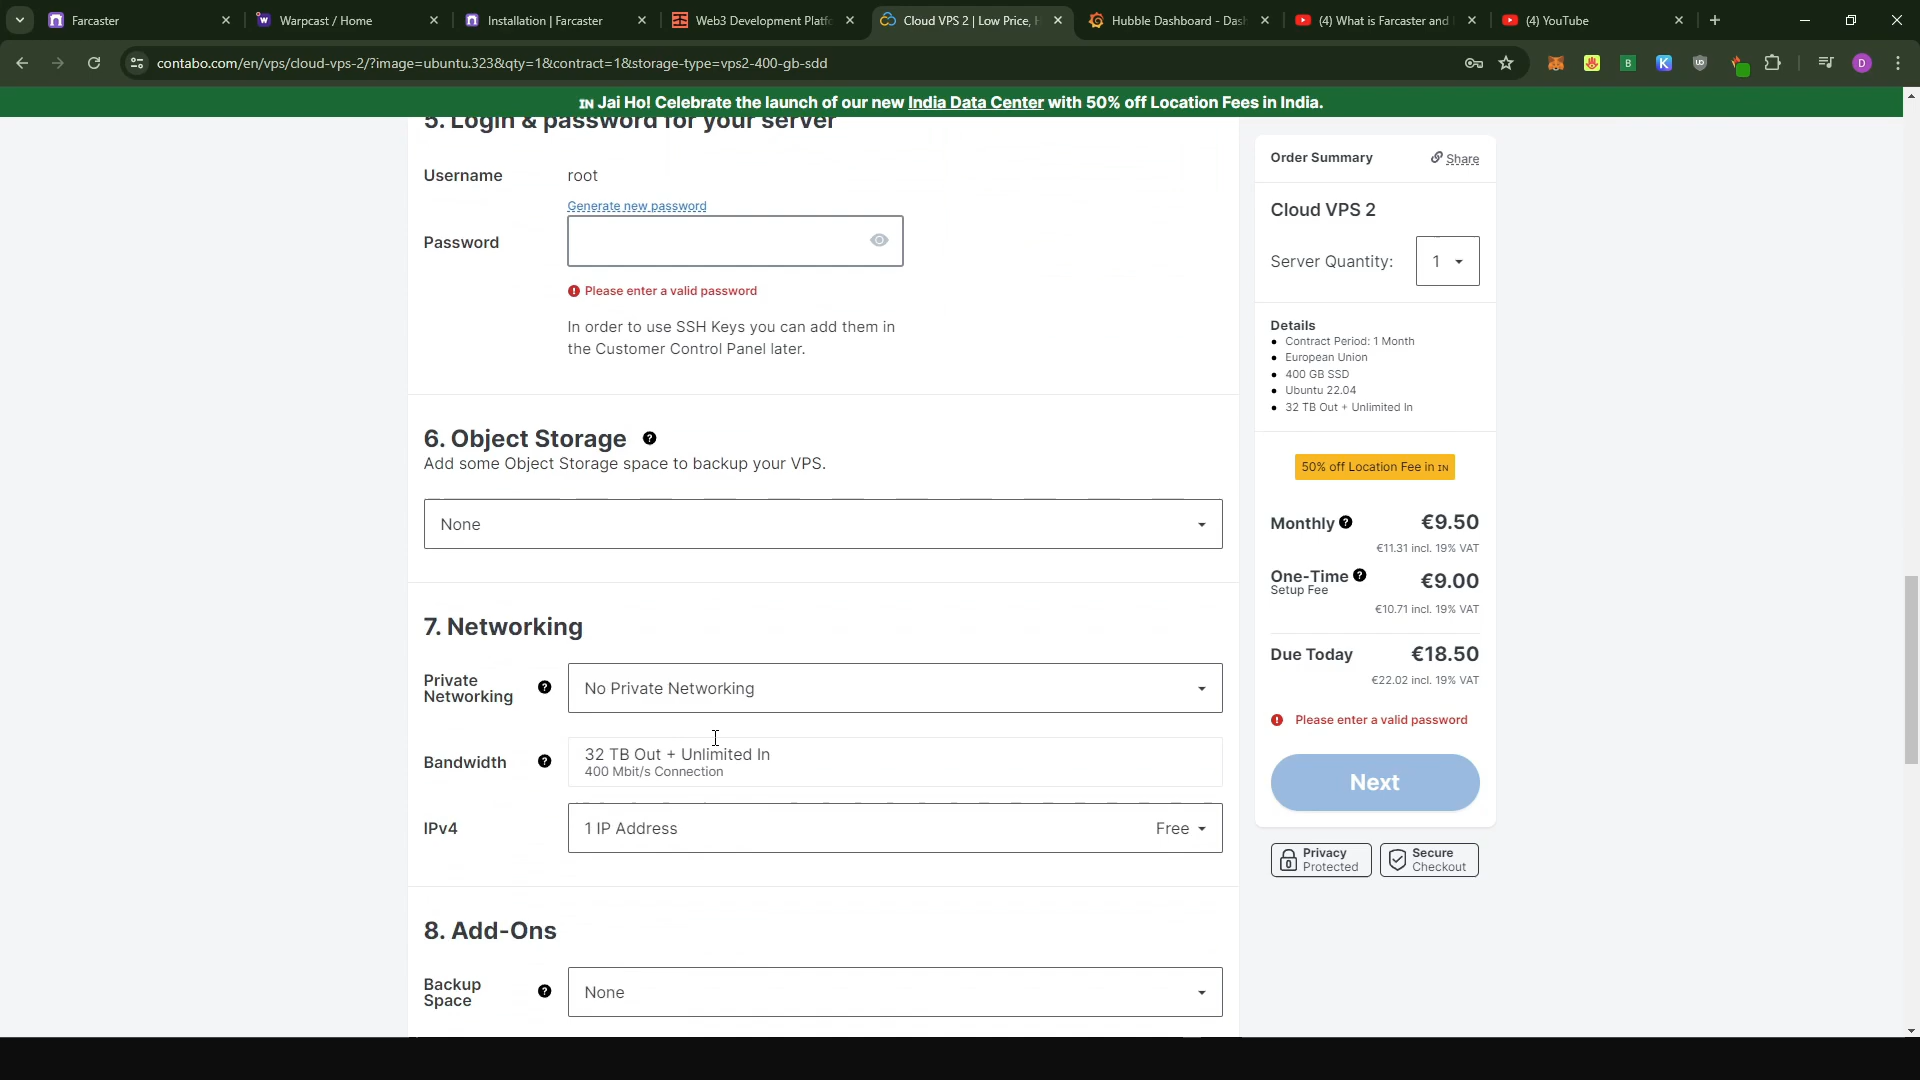 Farcaster
Warpcast / Home
Installation | Farcaster
Web3 Development Platfo
Cloud VPS 2 | Low Price, H
Hubble Dashboard - Dash
(4) What is Farcaster and
(4) YouTube
contabo.com/en/vps/cloud-vps-2/?image=ubuntu.323&qty=1&contract=1&storage-type=vps2-400-gb-sdd
D
IN Jai Ho! Celebrate the launch of our new India Data Center with 50% off Location Fees in India.
5. Login & password for your server
Username
root
Generate new password
Password
Please enter a valid password
In order to use SSH Keys you can add them in
the Customer Control Panel later.
6. Object Storage
Add some Object Storage space to backup your VPS.
None
7. Networking
Private
Networking
No Private Networking
Bandwidth
32 TB Out + Unlimited In
400 Mbit/s Connection
IPv4
1 IP Address
Free
8. Add-Ons
Backup
Space
None
Order Summary
Share
Cloud VPS 2
Server Quantity:
1
Details
Contract Period: 1 Month
European Union
400 GB SSD
Ubuntu 22.04
32 TB Out + Unlimited In
50% off Location Fee in IN
Monthly
€9.50
€11.31 incl. 19% VAT
One-Time
Setup Fee
€9.00
€10.71 incl. 19% VAT
Due Today
€18.50
€22.02 incl. 19% VAT
Please enter a valid password
Next
Privacy
Protected
Secure
Checkout